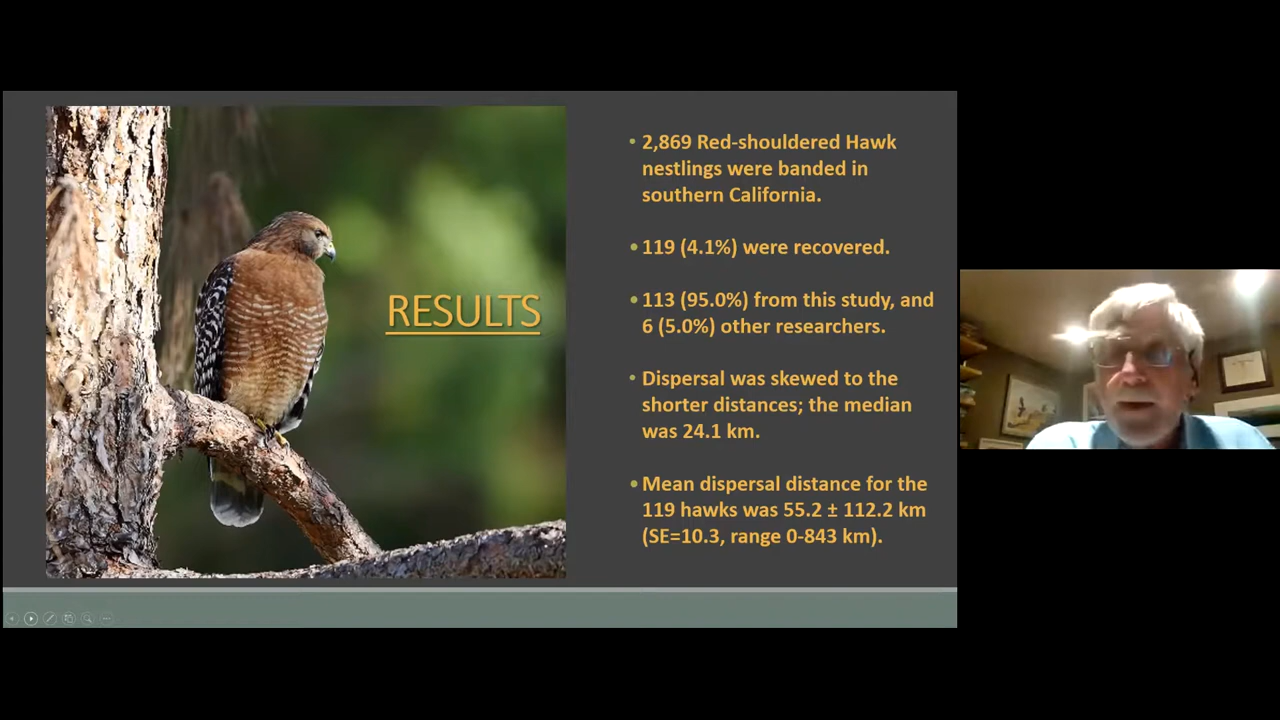 RESULTS
• 2,869 Red-shouldered Hawk
nestlings were banded in
southern California.
• 119 (4.1%) were recovered.
• 113 (95.0%) from this study, and
6 (5.0%) other researchers.
• Dispersal was skewed to the
shorter distances; the median
was 24.1 km.
• Mean dispersal distance for the
119 hawks was 55.2 ± 112.2 km
(SE=10.3, range 0-843 km).